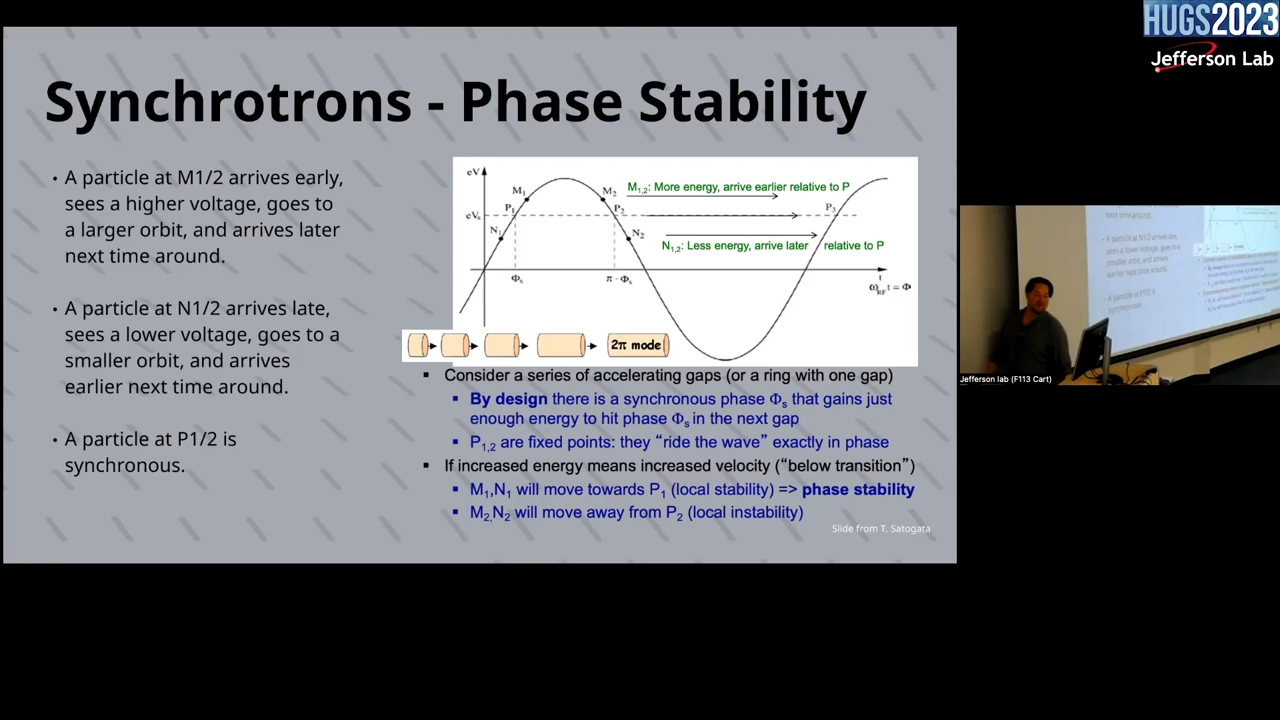 HUGS2023
Jefferson Lab
Synchrotrons - Phase Stability
• A particle at M1/2 arrives early,
sees a higher voltage, goes to
a larger orbit, and arrives later
next time around.
• A particle at N1/2 arrives late,
sees a lower voltage, goes to a
smaller orbit, and arrives
earlier next time around.
• A particle at P1/2 is
synchronous.
eV
M₁
M₂
M₁,₂: More energy, arrive earlier relative to P
P₁
P₂
P₃
eVₛ
N₁
N₂
N₁,₂: Less energy, arrive later relative to P
Φₛ
π - Φₛ
t
ω_RF t = Φ
2π mode
▪ Consider a series of accelerating gaps (or a ring with one gap)
▪ By design there is a synchronous phase Φₛ that gains just
enough energy to hit phase Φₛ in the next gap
▪ P₁,₂ are fixed points: they “ride the wave” exactly in phase
▪ If increased energy means increased velocity (“below transition”)
▪ M₁,N₁ will move towards P₁ (local stability) => phase stability
▪ M₂,N₂ will move away from P₂ (local instability)
Slide from T. Satogata
Jefferson lab (F113 Cart)